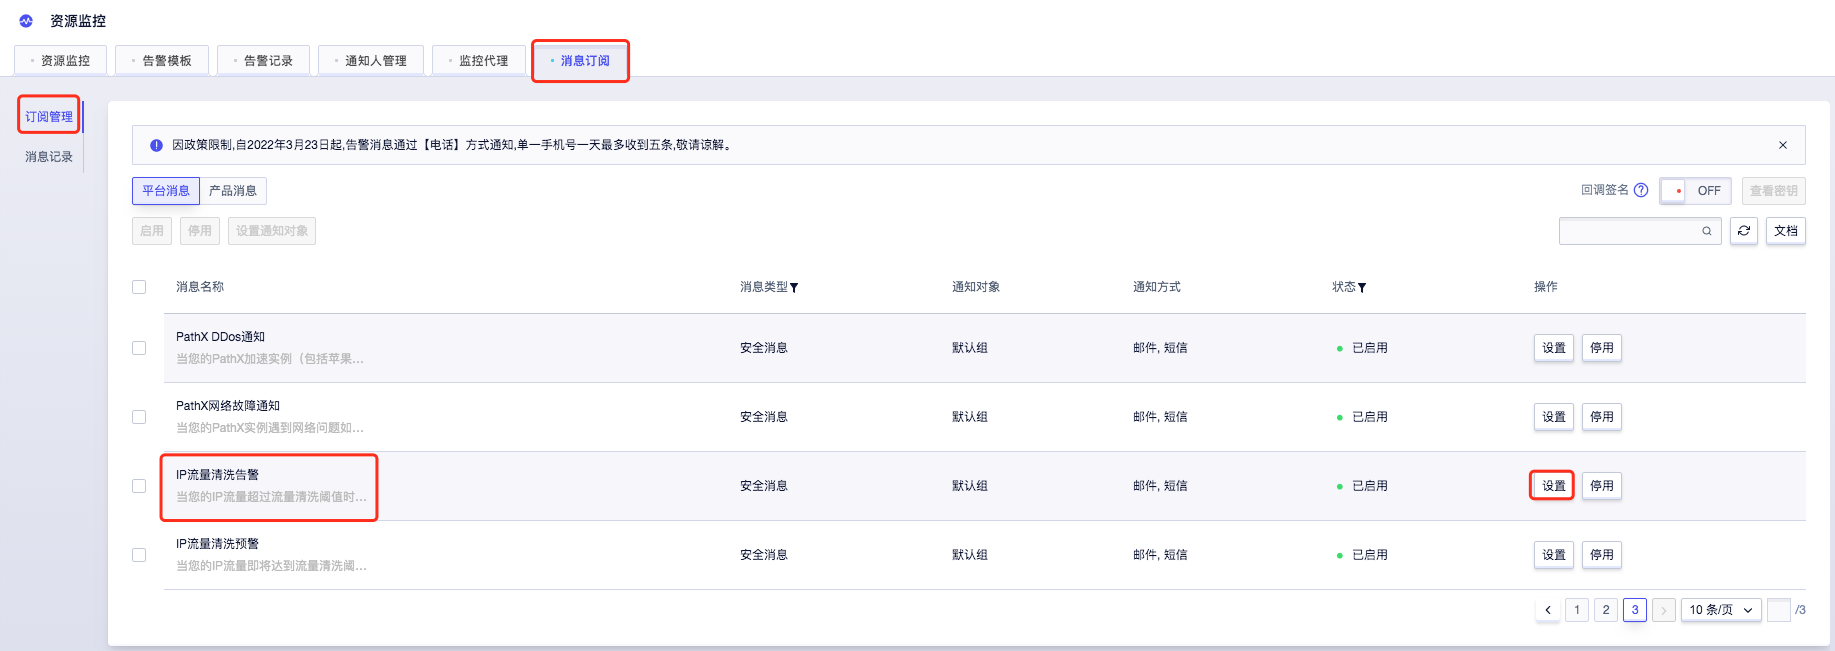 资源监控
资源监控 告警模板 告警记录 通知人管理 监控代理 消息订阅
订阅管理
消息记录
因政策限制,自2022年3月23日起,告警消息通过【电话】方式通知,单一手机号一天最多收到五条,敬请谅解。
平台消息 产品消息 回调签名 OFF 查看密钥
启用 停用 设置通知对象 文档
消息名称 消息类型 通知对象 通知方式 状态 操作
PathX DDos通知
当您的PathX加速实例（包括苹果...
安全消息 默认组 邮件, 短信 已启用 设置 停用
PathX网络故障通知
当您的PathX实例遇到网络问题如...
安全消息 默认组 邮件, 短信 已启用 设置 停用
IP流量清洗告警
当您的IP流量超过流量清洗阈值时...
安全消息 默认组 邮件, 短信 已启用 设置 停用
IP流量清洗预警
当您的IP流量即将达到流量清洗阈...
安全消息 默认组 邮件, 短信 已启用 设置 停用
1 2 3 10 条/页 /3